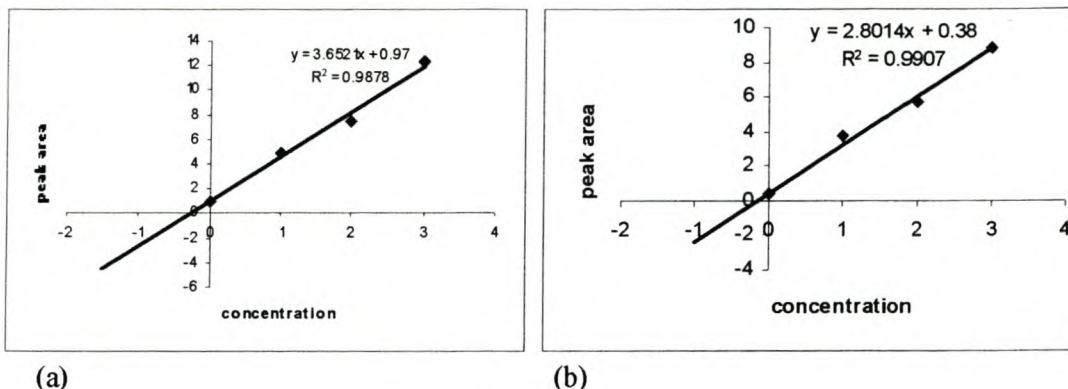 14
12
10
8
6
4
2
0
-2
-4
-6
-2 -1 0 1 2 3 4
y = 3.6521x + 0.97
R² = 0.9878
peak area
concentration
(a)
10
8
6
4
2
0
-2
-4
-2 -1 0 1 2 3 4
y = 2.8014x + 0.38
R² = 0.9907
peak area
concentration
(b)